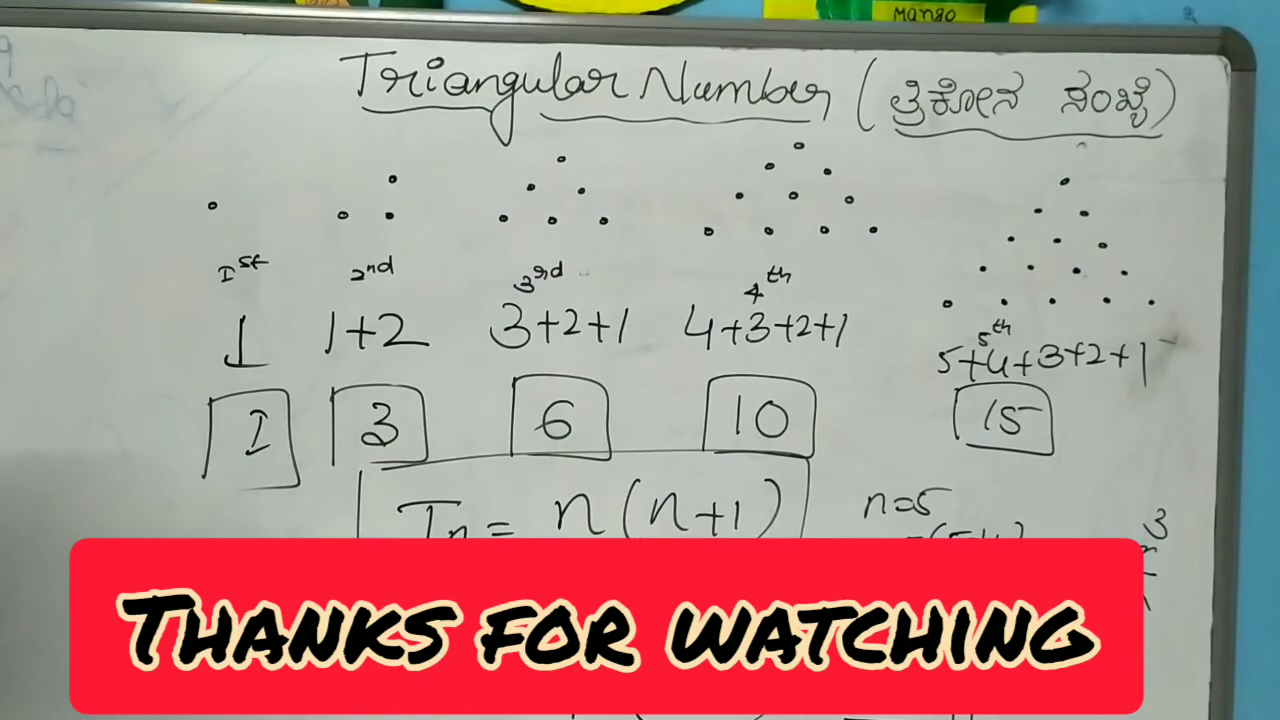 Mango
Triangular Number (ತ್ರಿಕೋನ ಸಂಖ್ಯೆ)
1st 2nd 3rd 4th 5th
1 1+2 3+2+1 4+3+2+1 5+4+3+2+1
1 3 6 10 15
Tn = n(n+1) n=5
3
THANKS FOR WATCHING